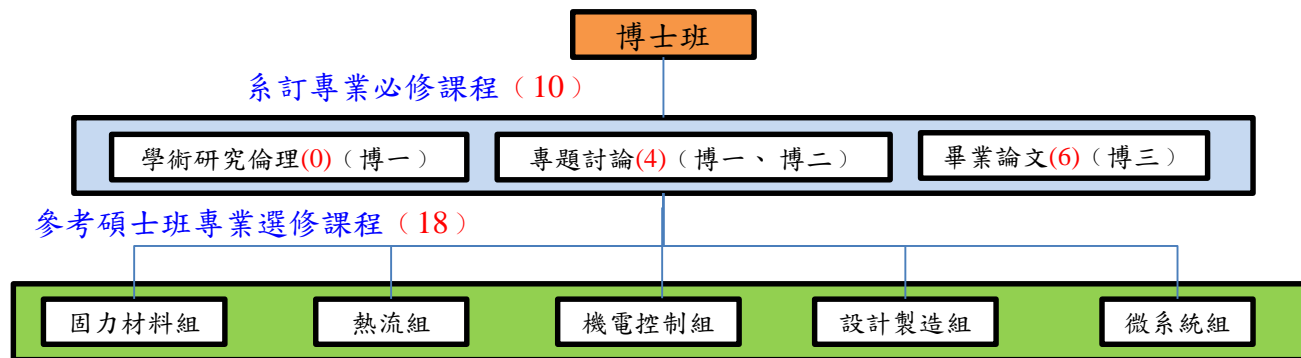 博士班
系訂專業必修課程（10）
學術研究倫理(0)（博一）
專題討論(4)（博一、博二）
畢業論文(6)（博三）
參考碩士班專業選修課程（18）
固力材料組
熱流組
機電控制組
設計製造組
微系統組